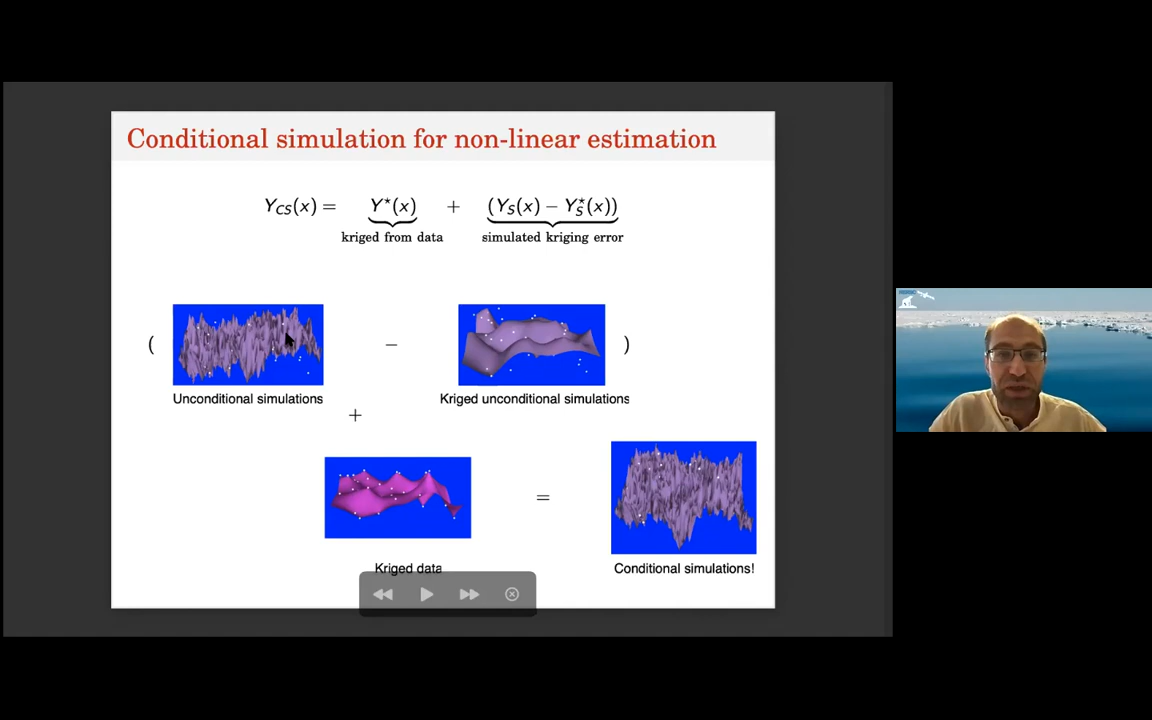 Conditional simulation for non-linear estimation
Y_CS(x) = Y⋆(x) + (Y_S(x) − Y⋆_S(x))
kriged from data simulated kriging error
( − )
Unconditional simulations Kriged unconditional simulations
+
=
Kriged data Conditional simulations!